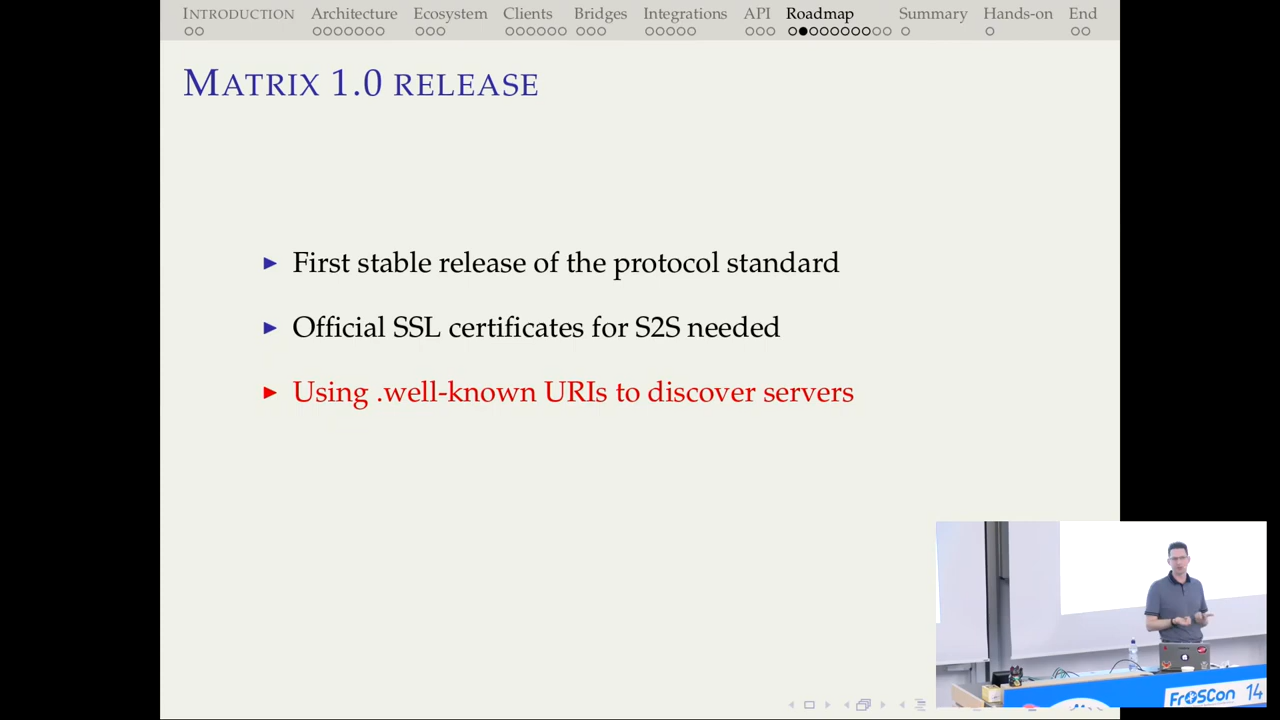 INTRODUCTION Architecture Ecosystem Clients Bridges Integrations API Roadmap Summary Hands-on End
MATRIX 1.0 RELEASE
First stable release of the protocol standard
Official SSL certificates for S2S needed
Using .well-known URIs to discover servers
FrOSCon 14